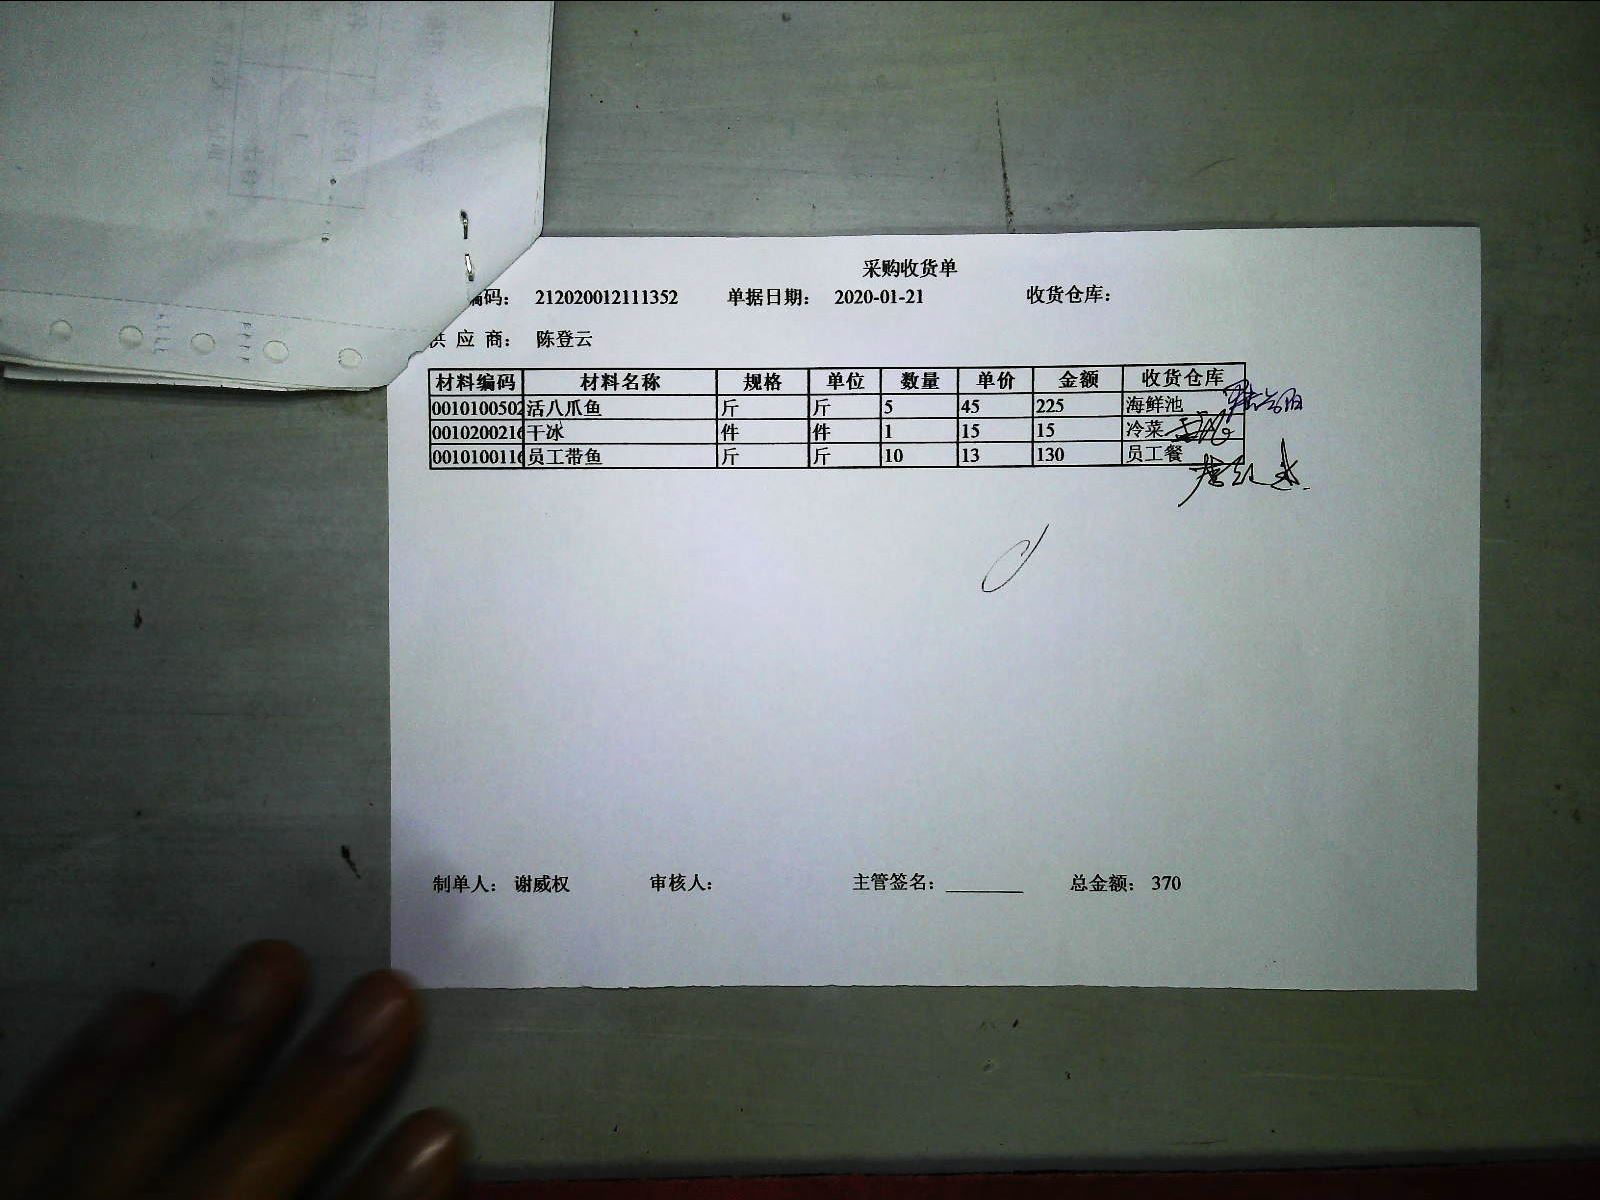 采购收货单
编码： 212020012111352 单据日期： 2020-01-21 收货仓库：
供 应 商： 陈登云
材料编码 材料名称 规格 单位 数量 单价 金额 收货仓库
0010100502 活八爪鱼 斤 斤 5 45 225 海鲜池
0010200216 干冰 件 件 1 15 15 冷菜
0010100116 员工带鱼 斤 斤 10 13 130 员工餐
制单人： 谢威权 审核人： 主管签名： ________ 总金额： 370